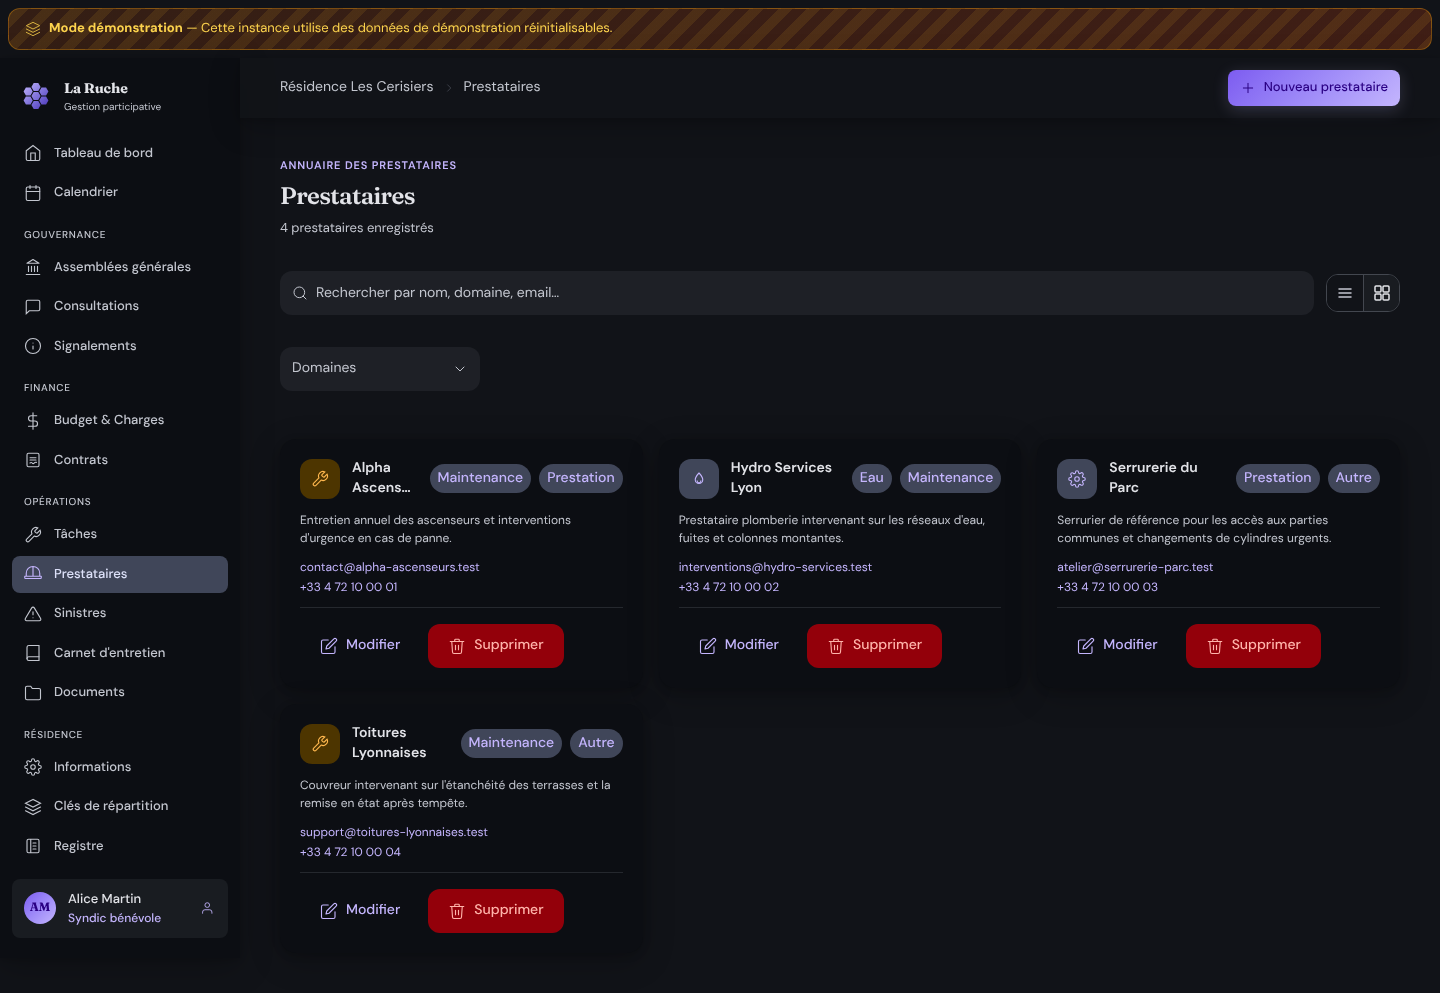 Mode démonstration — Cette instance utilise des données de démonstration réinitialisables.
La Ruche
Gestion participative
Tableau de bord
Calendrier
GOUVERNANCE
Assemblées générales
Consultations
Signalements
FINANCE
Budget & Charges
Contrats
OPÉRATIONS
Tâches
Prestataires
Sinistres
Carnet d'entretien
Documents
RÉSIDENCE
Informations
Clés de répartition
Registre
AM
Alice Martin
Syndic bénévole
Résidence Les Cerisiers > Prestataires
Nouveau prestataire
ANNUAIRE DES PRESTATAIRES
Prestataires
4 prestataires enregistrés
Rechercher par nom, domaine, email...
Domaines
Alpha
Ascens...
Maintenance Prestation
Entretien annuel des ascenseurs et interventions
d'urgence en cas de panne.
contact@alpha-ascenseurs.test
+33 4 72 10 00 01
Modifier Supprimer
Hydro Services
Lyon
Eau Maintenance
Prestataire plomberie intervenant sur les réseaux d'eau,
fuites et colonnes montantes.
interventions@hydro-services.test
+33 4 72 10 00 02
Modifier Supprimer
Serrurerie du
Parc
Prestation Autre
Serrurier de référence pour les accès aux parties
communes et changements de cylindres urgents.
atelier@serrurerie-parc.test
+33 4 72 10 00 03
Modifier Supprimer
Toitures
Lyonnaises
Maintenance Autre
Couvreur intervenant sur l'étanchéité des terrasses et la
remise en état après tempête.
support@toitures-lyonnaises.test
+33 4 72 10 00 04
Modifier Supprimer